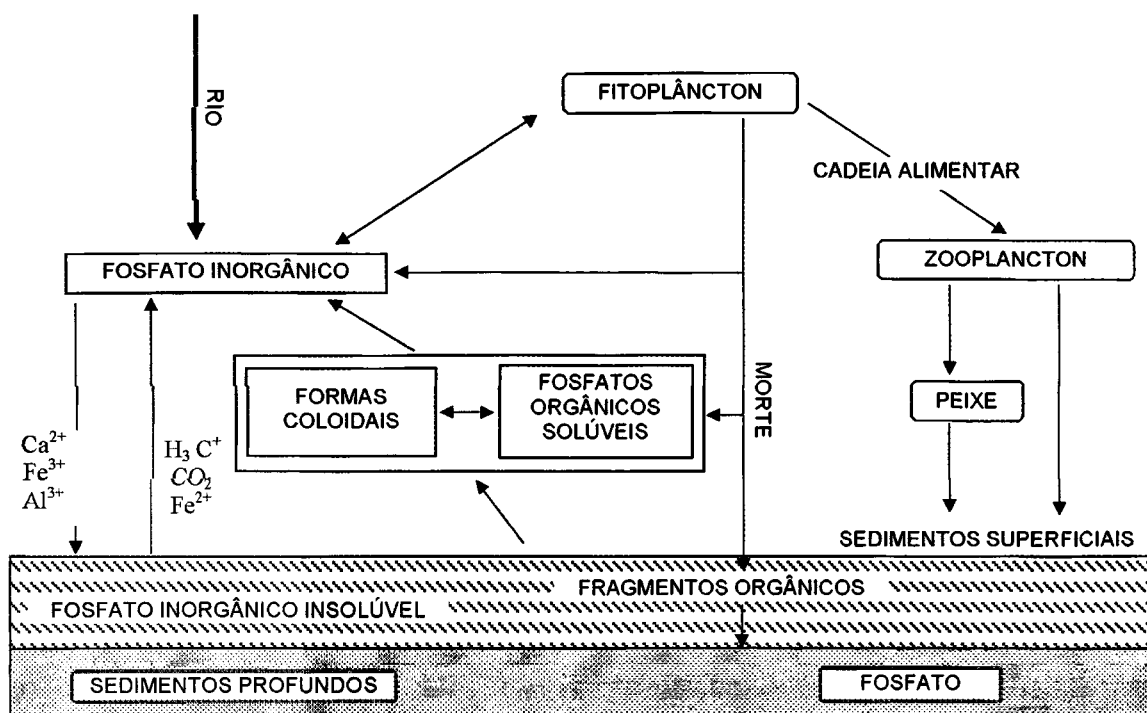 RIO
FITOPLÂNCTON
CADEIA ALIMENTAR
FOSFATO INORGÂNICO
ZOOPLANCTON
FORMAS
COLOIDAIS
FOSFATOS
ORGÂNICOS
SOLÚVEIS
MORTE
PEIXE
Ca²⁺
Fe³⁺
Al³⁺
H₃ C⁺
CO₂
Fe²⁺
SEDIMENTOS SUPERFICIAIS
FRAGMENTOS ORGÂNICOS
FOSFATO INORGÂNICO INSOLÚVEL
SEDIMENTOS PROFUNDOS
FOSFATO